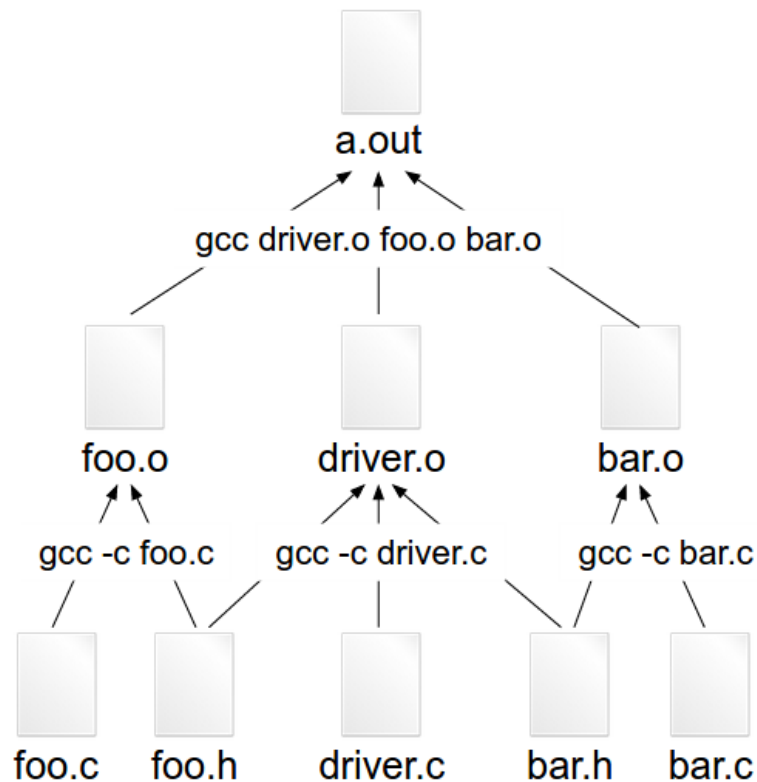 a.out
gcc driver.o foo.o bar.o
foo.o driver.o bar.o
gcc -c foo.c gcc -c driver.c gcc -c bar.c
foo.c foo.h driver.c bar.h bar.c